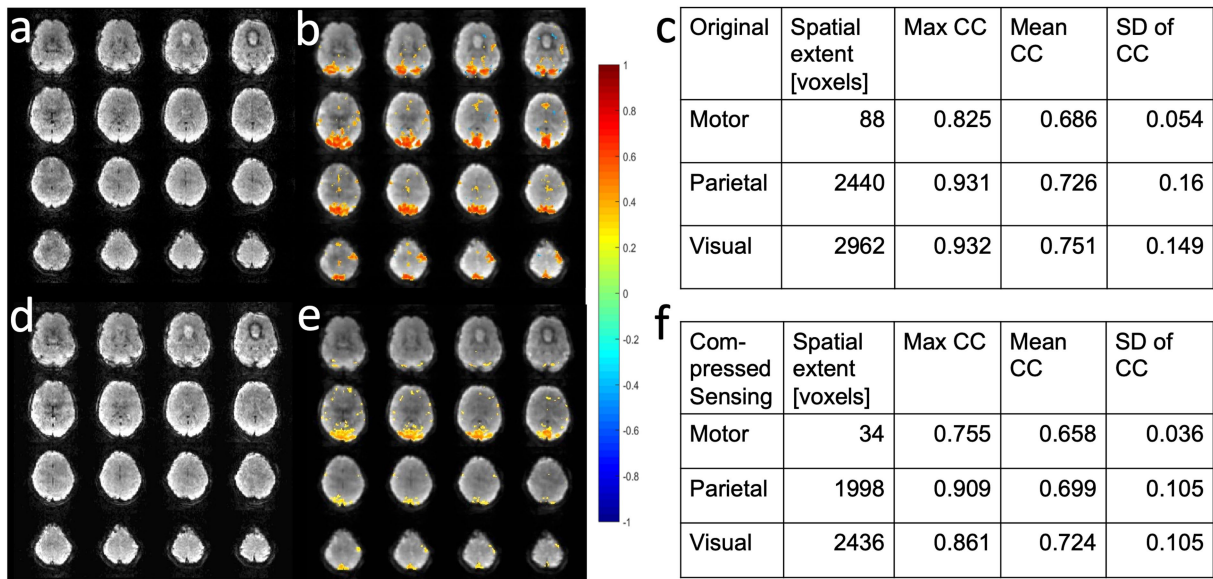 a
b
1
0.8
0.6
0.4
0.2
0
-0.2
-0.4
-0.6
-0.8
-1
c
Original Spatial extent [voxels] Max CC Mean CC SD of CC
Motor 88 0.825 0.686 0.054
Parietal 2440 0.931 0.726 0.16
Visual 2962 0.932 0.751 0.149
d
e
f
Com-pressed Sensing Spatial extent [voxels] Max CC Mean CC SD of CC
Motor 34 0.755 0.658 0.036
Parietal 1998 0.909 0.699 0.105
Visual 2436 0.861 0.724 0.105